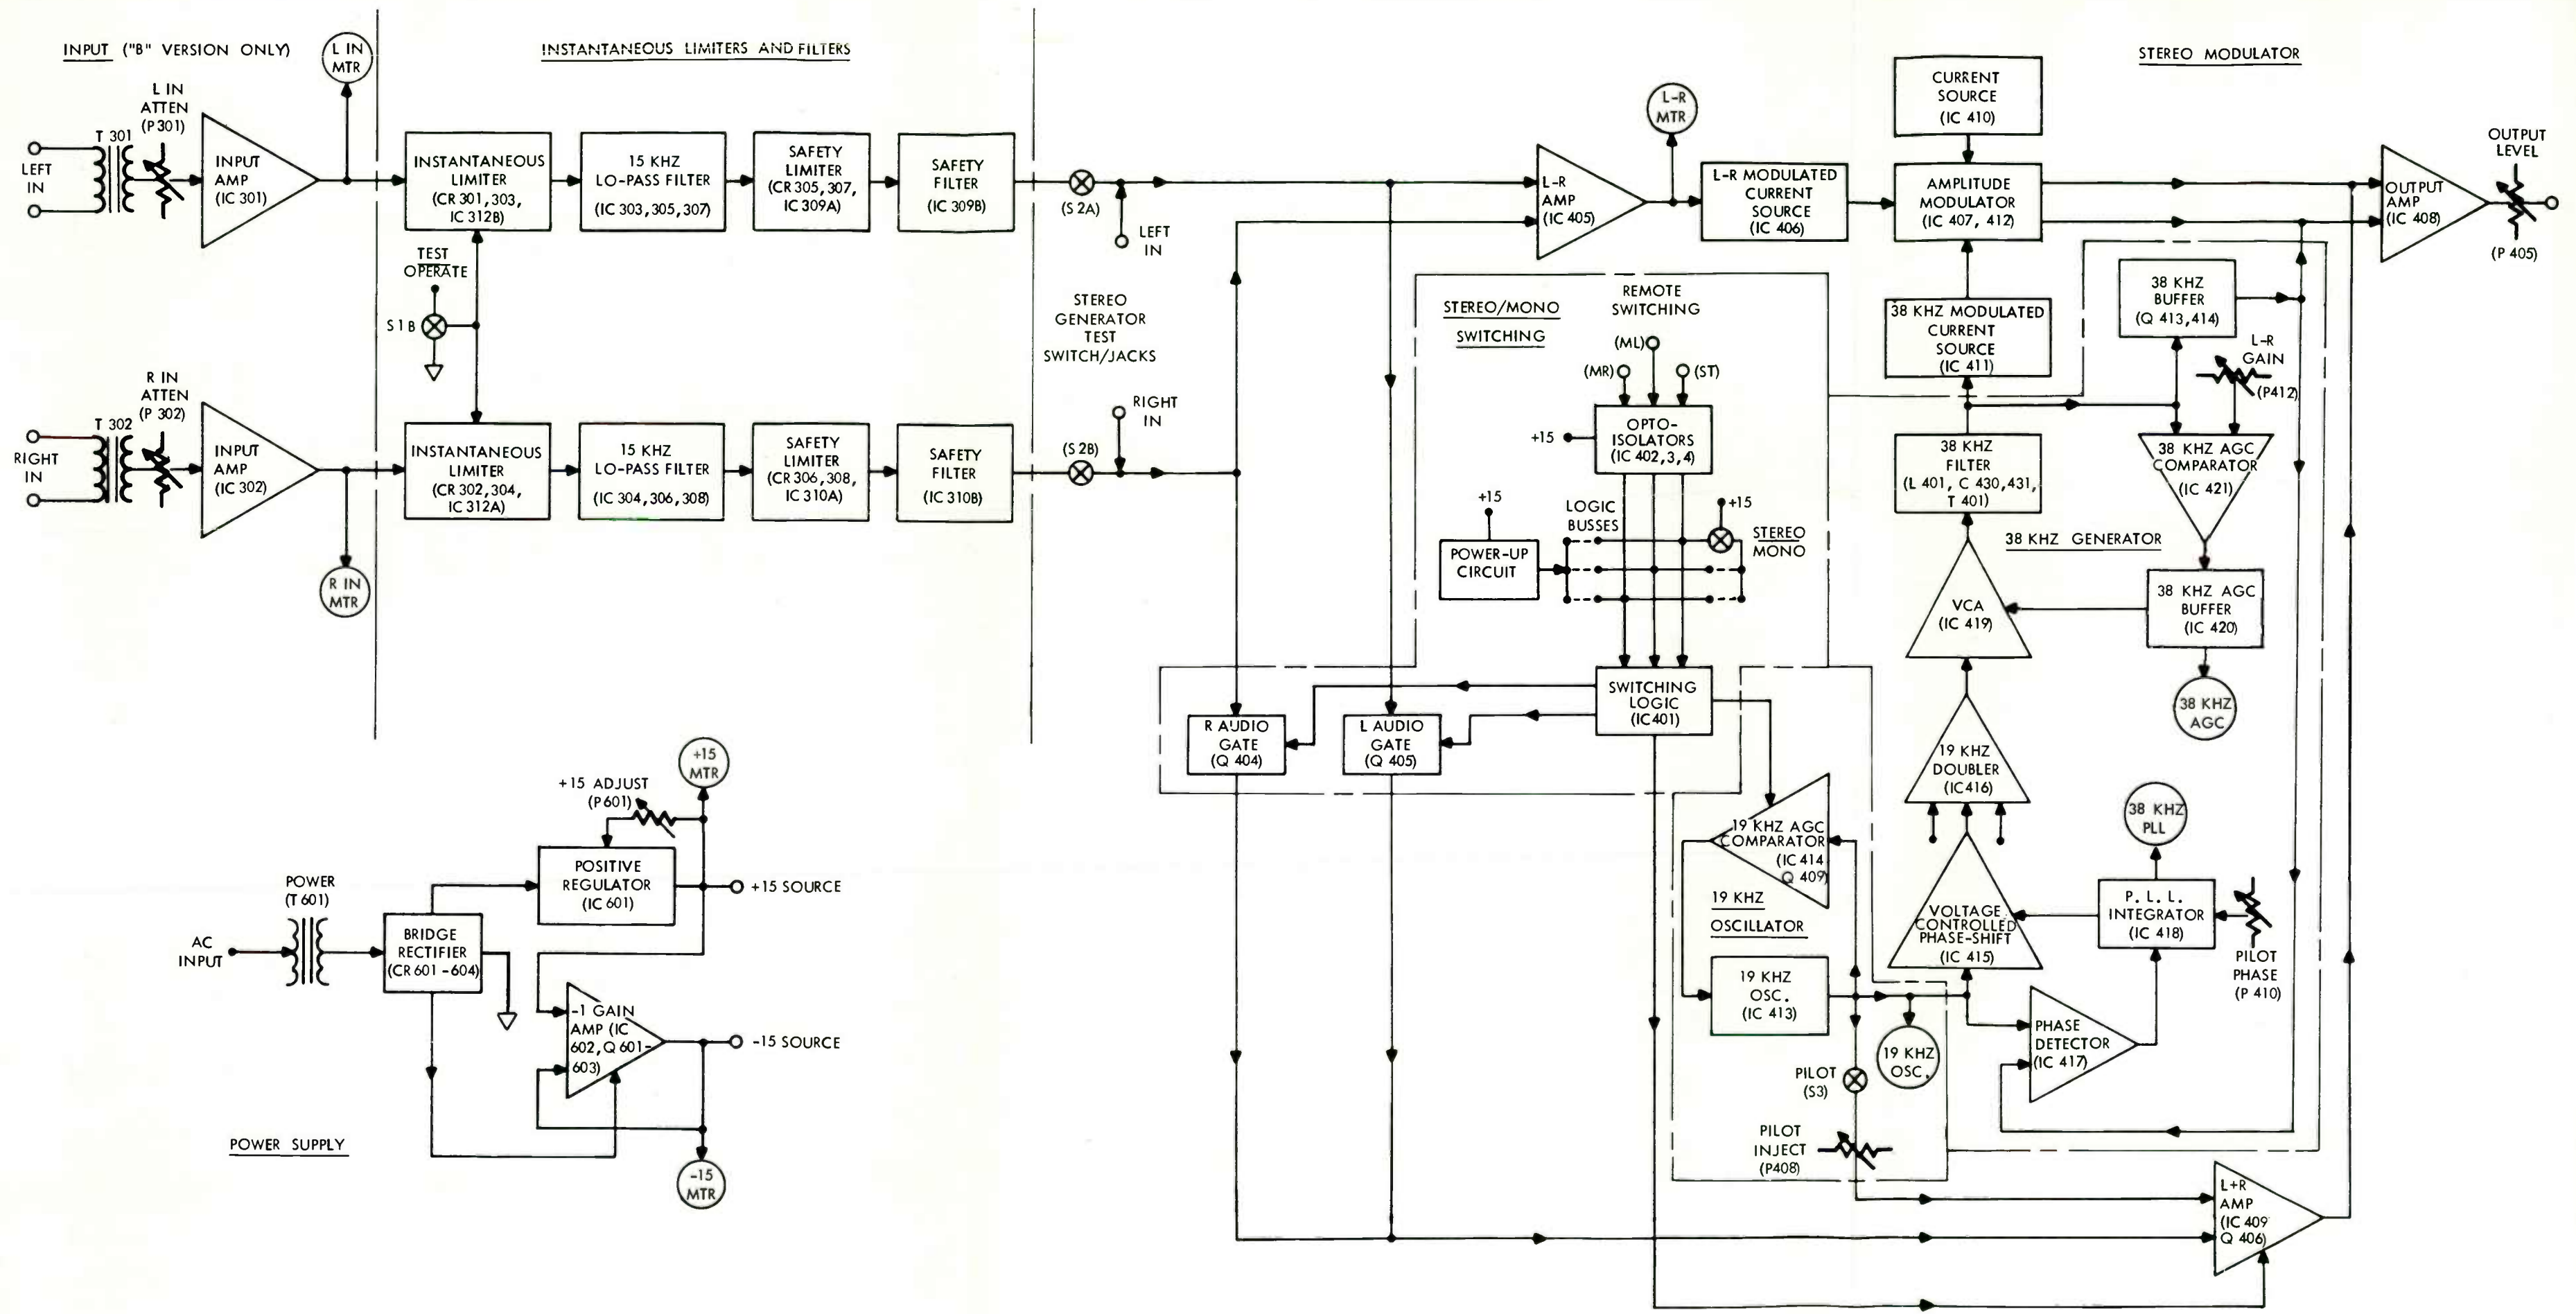 INPUT ("B" VERSION ONLY)
L IN
MTR
L IN
ATTEN
(P301)
T 301
LEFT
IN
INPUT
AMP
(IC 301)
R IN
ATTEN
(P 302)
T 302
RIGHT
IN
INPUT
AMP
(IC 302)
R IN
MTR
INSTANTANEOUS LIMITERS AND FILTERS
INSTANTANEOUS
LIMITER
(CR 301, 303,
IC 312B)
15 KHZ
LO-PASS FILTER
(IC 303, 305, 307)
SAFETY
LIMITER
(CR 305, 307,
IC 309A)
SAFETY
FILTER
(IC 309B)
TEST
OPERATE
S1B
INSTANTANEOUS
LIMITER
(CR 302, 304,
IC 312A)
15 KHZ
LO-PASS FILTER
(IC 304, 306, 308)
SAFETY
LIMITER
(CR 306, 308,
IC 310A)
SAFETY
FILTER
(IC 310B)
(S 2A)
LEFT
IN
STEREO
GENERATOR
TEST
SWITCH/JACKS
RIGHT
IN
(S 2B)
STEREO MODULATOR
L-R
AMP
(IC 405)
L-R
MTR
L-R MODULATED
CURRENT
SOURCE
(IC 406)
CURRENT
SOURCE
(IC 410)
AMPLITUDE
MODULATOR
(IC 407, 412)
OUTPUT
AMP
(IC 408)
OUTPUT
LEVEL
(P 405)
STEREO/MONO
SWITCHING
REMOTE
SWITCHING
(ML)
(MR)
(ST)
+15
OPTO-
ISOLATORS
(IC 402, 3, 4)
+15
LOGIC
BUSSES
+15
STEREO
MONO
POWER-UP
CIRCUIT
SWITCHING
LOGIC
(IC401)
R AUDIO
GATE
(Q 404)
L AUDIO
GATE
(Q 405)
38 KHZ MODULATED
CURRENT
SOURCE
(IC 411)
38 KHZ
BUFFER
(Q 413, 414)
L-R
GAIN
(P412)
38 KHZ
FILTER
(L 401, C 430, 431,
T 401)
38 KHZ AGC
COMPARATOR
(IC 421)
38 KHZ GENERATOR
38 KHZ AGC
BUFFER
(IC 420)
VCA
(IC 419)
38 KHZ
AGC
19 KHZ
DOUBLER
(IC 416)
38 KHZ
PLL
VOLTAGE
CONTROLLED
PHASE-SHIFT
(IC 415)
P. L. L.
INTEGRATOR
(IC 418)
PILOT
PHASE
(P 410)
PHASE
DETECTOR
(IC 417)
19 KHZ AGC
COMPARATOR
(IC 414
Q 409)
19 KHZ
OSCILLATOR
19 KHZ
OSC.
(IC 413)
19 KHZ
OSC.
PILOT
(S3)
PILOT
INJECT
(P408)
L+R
AMP
(IC 409
Q 406)
POWER SUPPLY
AC
INPUT
POWER
(T 601)
BRIDGE
RECTIFIER
(CR 601 -604)
+15 ADJUST
(P 601)
+15
MTR
POSITIVE
REGULATOR
(IC 601)
+15 SOURCE
-1 GAIN
AMP (IC
602, Q 601-
603)
-15 SOURCE
-15
MTR